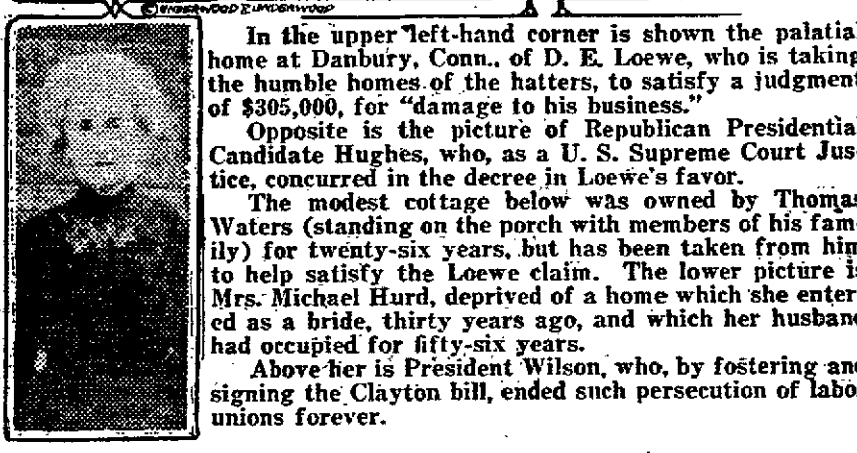 © UNDERWOOD & UNDERWOOD
In the upper left-hand corner is shown the palatial
home at Danbury, Conn., of D. E. Loewe, who is taking
the humble homes of the hatters, to satisfy a judgment
of $305,000, for "damage to his business."
Opposite is the picture of Republican Presidential
Candidate Hughes, who, as a U. S. Supreme Court Jus-
tice, concurred in the decree in Loewe's favor.
The modest cottage below was owned by Thomas
Waters (standing on the porch with members of his fam-
ily) for twenty-six years, but has been taken from him
to help satisfy the Loewe claim. The lower picture is
Mrs. Michael Hurd, deprived of a home which she enter-
ed as a bride, thirty years ago, and which her husband
had occupied for fifty-six years.
Above her is President Wilson, who, by fostering and
signing the Clayton bill, ended such persecution of labor
unions forever.